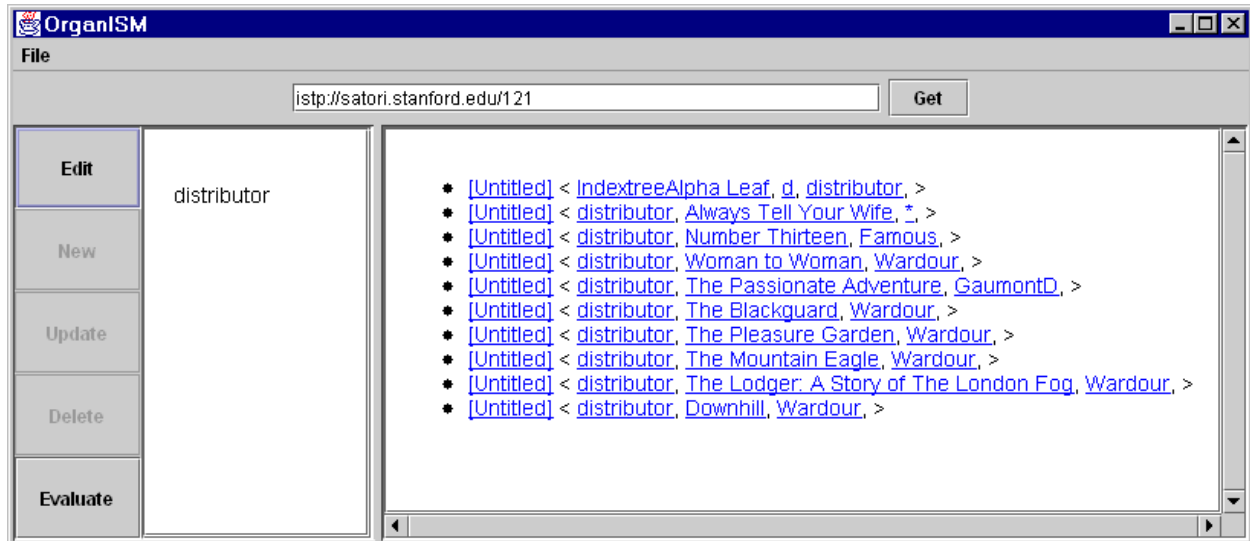 OrganISM
File
istp://satori.stanford.edu/121 Get
Edit
New
Update
Delete
Evaluate
distributor
[Untitled] < IndextreeAlpha Leaf, d, distributor, >
[Untitled] < distributor, Always Tell Your Wife, *, >
[Untitled] < distributor, Number Thirteen, Famous, >
[Untitled] < distributor, Woman to Woman, Wardour, >
[Untitled] < distributor, The Passionate Adventure, GaumontD, >
[Untitled] < distributor, The Blackguard, Wardour, >
[Untitled] < distributor, The Pleasure Garden, Wardour, >
[Untitled] < distributor, The Mountain Eagle, Wardour, >
[Untitled] < distributor, The Lodger: A Story of The London Fog, Wardour, >
[Untitled] < distributor, Downhill, Wardour, >